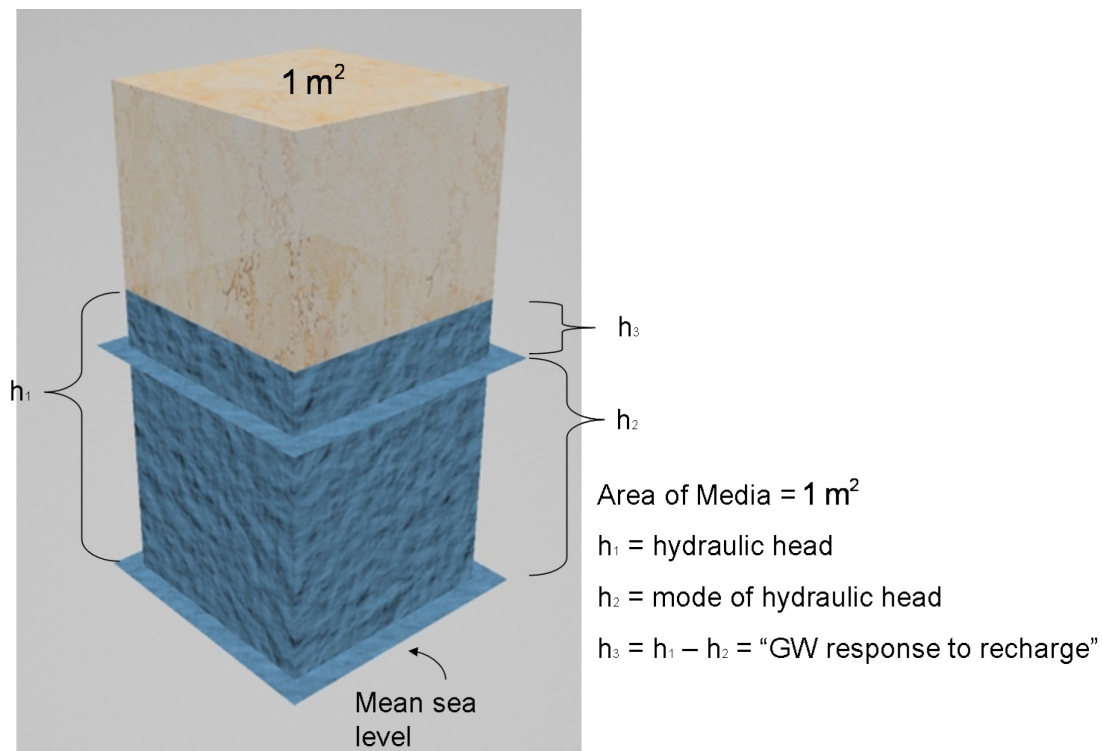 1 m²
h₃
h₁
h₂
Area of Media = 1 m²
h₁ = hydraulic head
h₂ = mode of hydraulic head
h₃ = h₁ – h₂ = “GW response to recharge”
Mean sea
level